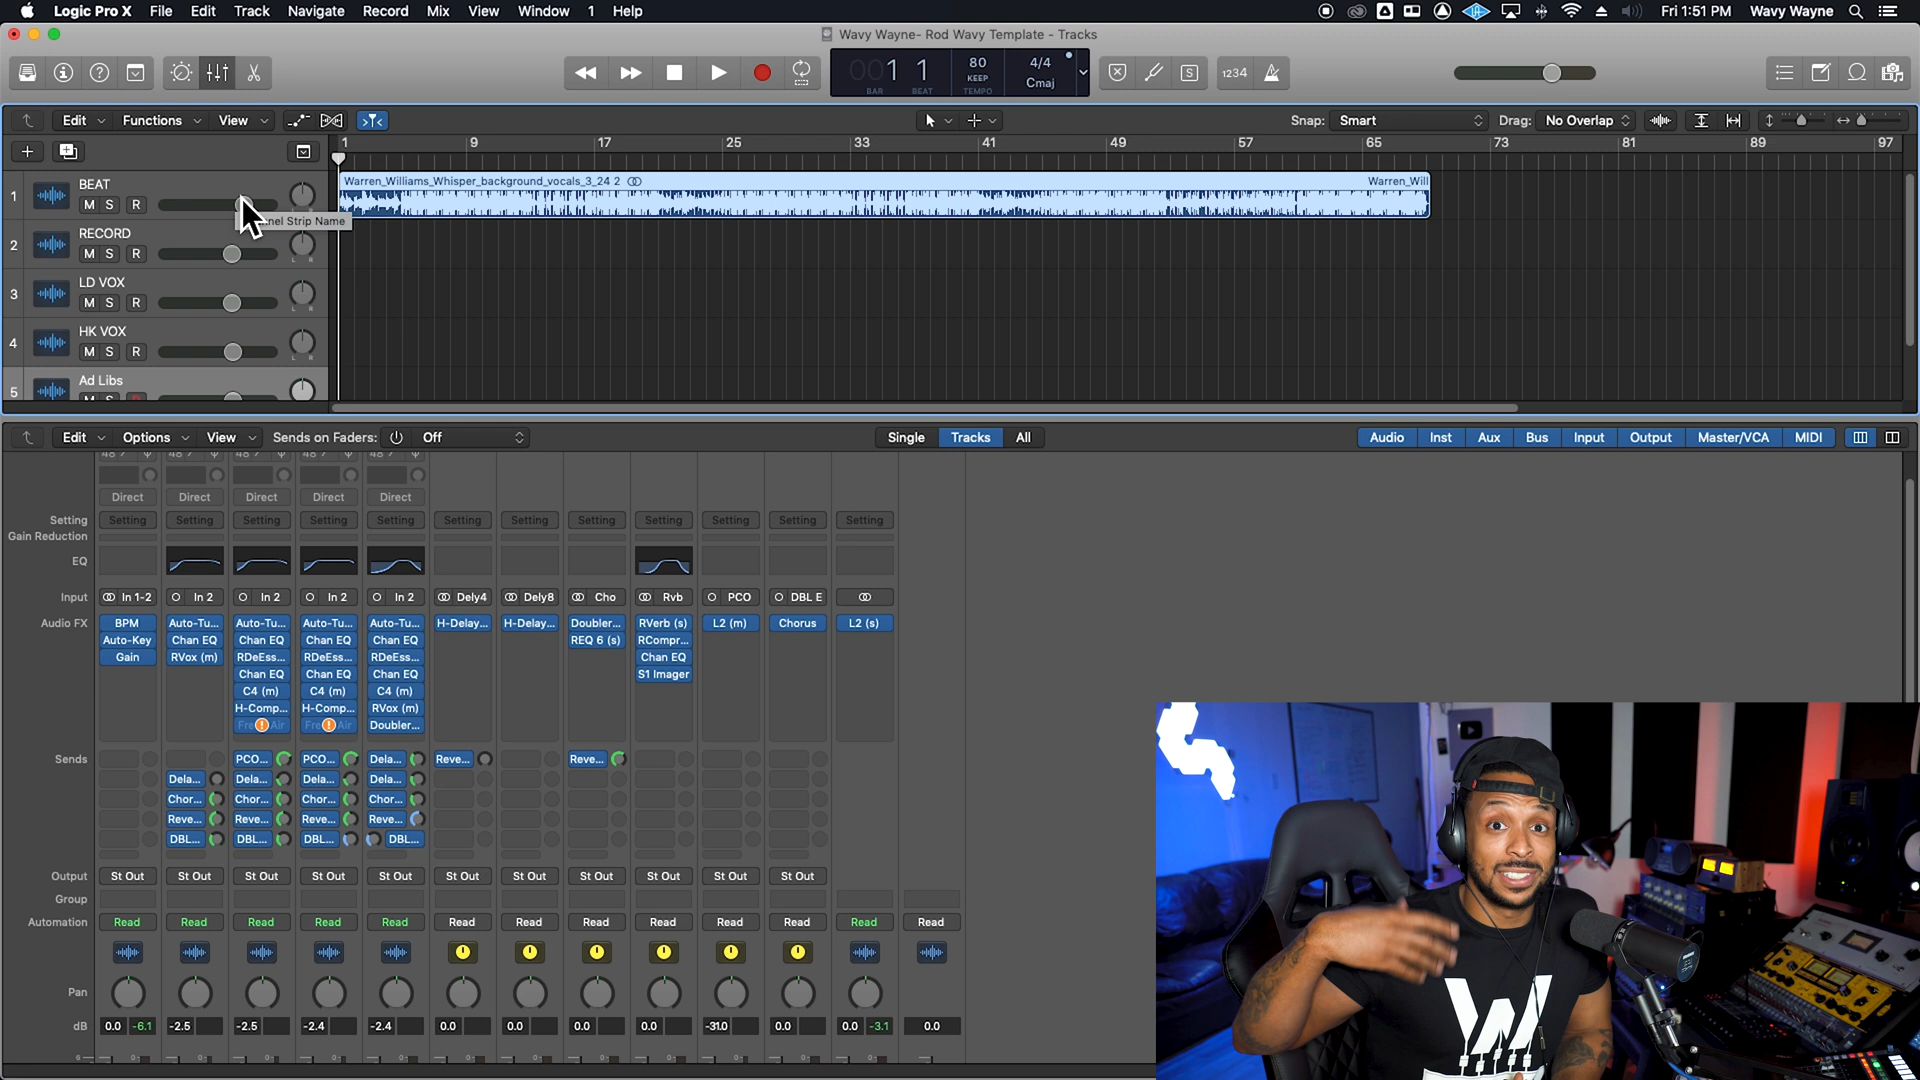 Logic Pro X File Edit Track Navigate Record Mix View Window 1 Help Fri 1:51 PM Wavy Wayne
Wavy Wayne- Rod Wavy Template - Tracks
001 1 80 4/4
KEEP Cmaj
BAR BEAT TEMPO
1234
Edit Functions View Snap: Smart Drag: No Overlap
1 9 17 25 33 41 49 57 65 73 81 89 97
1 BEAT
M S R
Warren_Williams_Whisper_background_vocals_3_24 2 Warren_Will
nel Strip Name
2 RECORD
M S R
L R
3 LD VOX
M S R
L R
4 HK VOX
M S R
L R
5 Ad Libs
M S R
Edit Options View Sends on Faders: Off Single Tracks All Audio Inst Aux Bus Input Output Master/VCA MIDI
Direct Direct Direct Direct Direct
Setting Setting Setting Setting Setting Setting Setting Setting Setting Setting Setting Setting Setting
Gain Reduction
EQ
Input In 1-2 In 2 In 2 In 2 In 2 Dely4 Dely8 Cho Rvb PCO DBL E
Audio FX BPM Auto-Tu... Auto-Tu... Auto-Tu... Auto-Tu... H-Delay... H-Delay... Doubler... RVerb (s) L2 (m) Chorus L2 (s)
Auto-Key Chan EQ Chan EQ Chan EQ Chan EQ REQ 6 (s) RCompr...
Gain RVox (m) RDeEss... RDeEss... RDeEss... Chan EQ
Chan EQ Chan EQ Chan EQ S1 Imager
C4 (m) C4 (m) C4 (m)
H-Comp... H-Comp... RVox (m)
Fre Air Fre Air Doubler...
Sends PCO... PCO... Dela... Reve... Reve...
Dela... Dela... Dela... Dela...
Chor... Chor... Chor... Chor...
Reve... Reve... Reve... Reve...
DBL... DBL... DBL... DBL...
Output St Out St Out St Out St Out St Out St Out St Out St Out St Out St Out St Out
Group
Automation Read Read Read Read Read Read Read Read Read Read Read Read Read
Pan
dB 0.0 -6.1 -2.5 -2.5 -2.4 -2.4 0.0 0.0 0.0 0.0 -31.0 0.0 0.0 -3.1 0.0
W